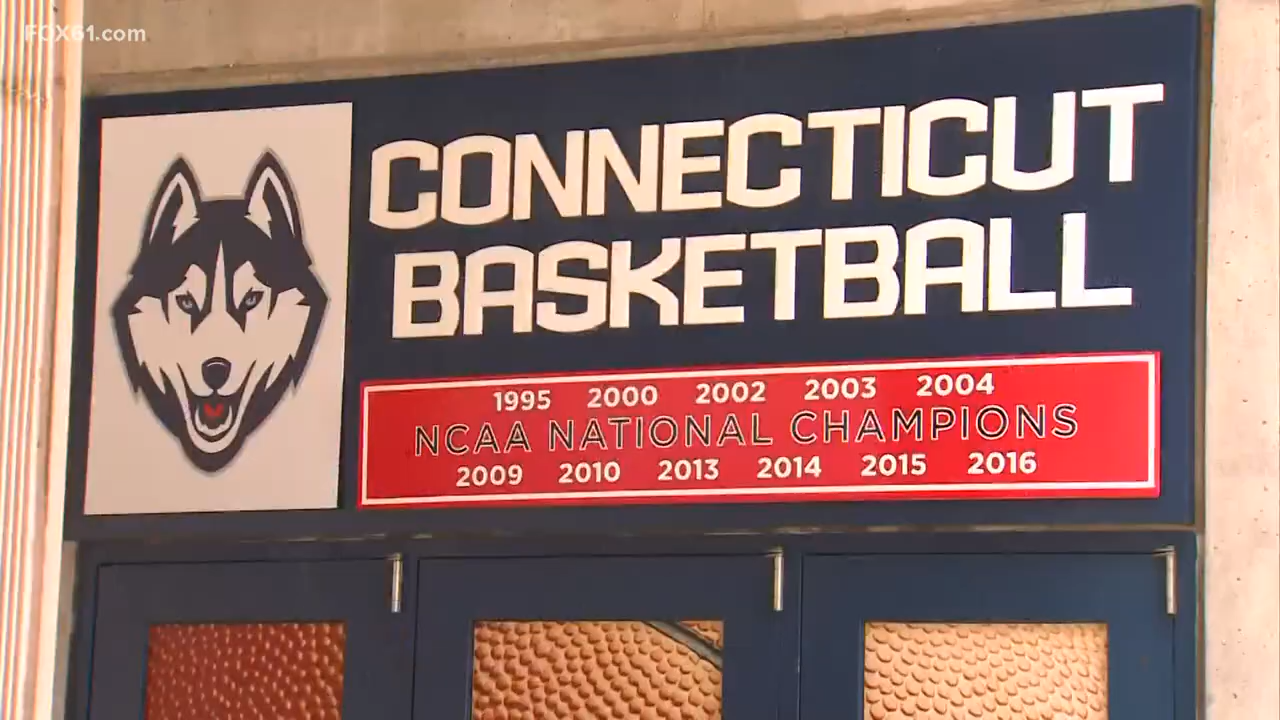 FOX61.com
CONNECTICUT
BASKETBALL
1995 2000 2002 2003 2004
NCAA NATIONAL CHAMPIONS
2009 2010 2013 2014 2015 2016